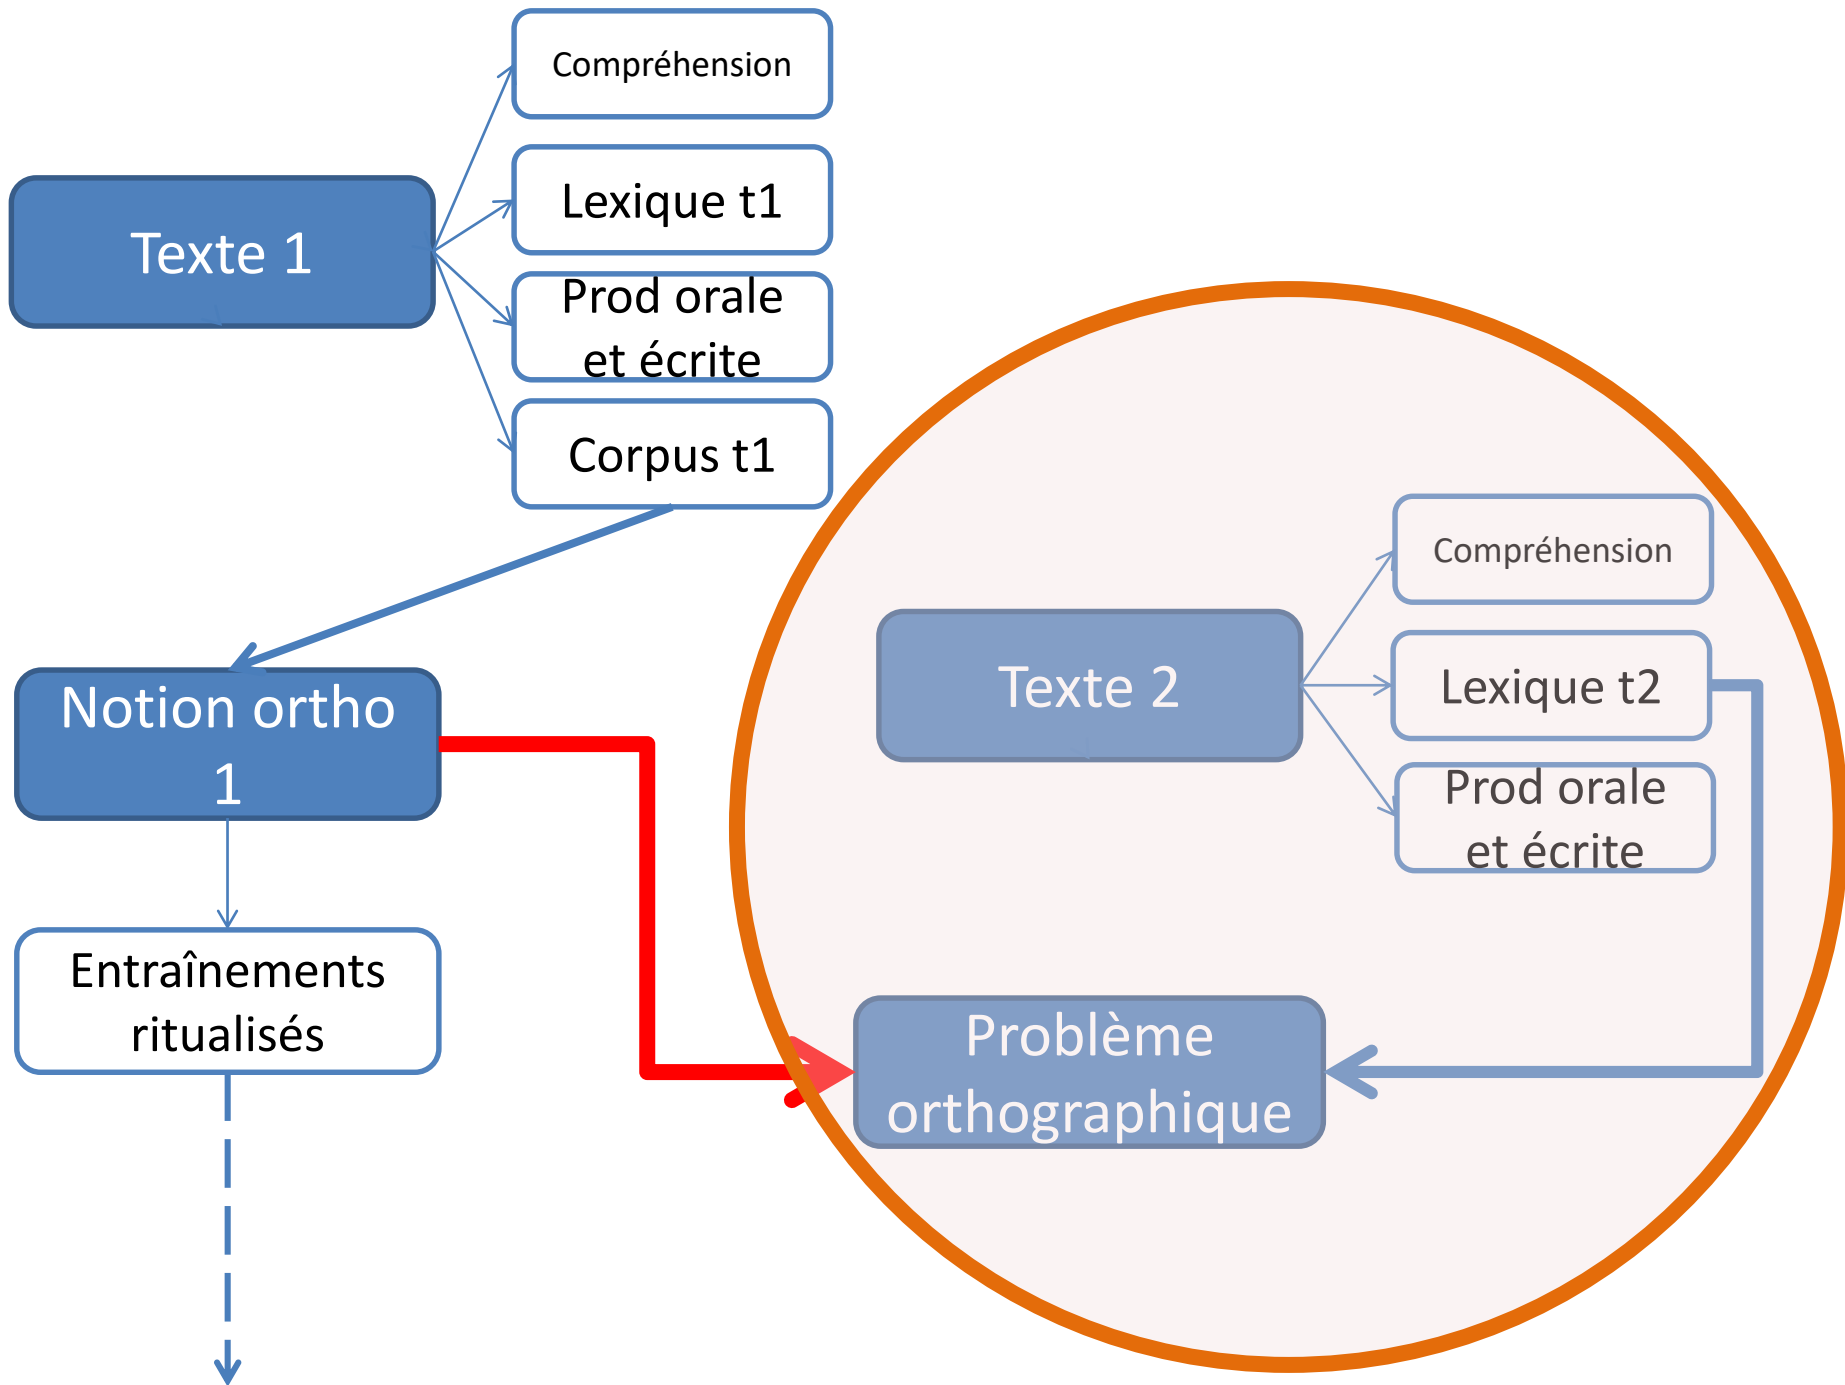 Compréhension
Lexique t1
Texte 1
Prod orale
et écrite
Corpus t1
Compréhension
Texte 2
Lexique t2
Prod orale
et écrite
Notion ortho
1
Entraînements
ritualisés
Problème
orthographique